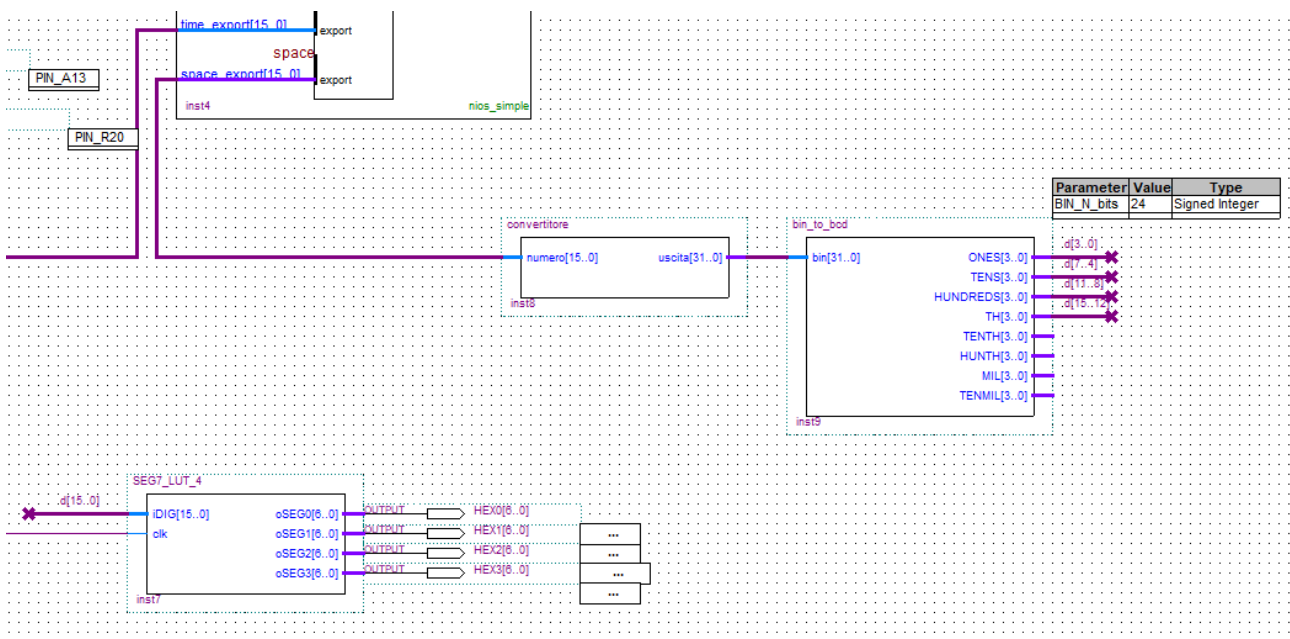 time_export[15..0]
export
space
space_export[15..0]
export
PIN_A13
inst4
nios_simple
PIN_R20
Parameter Value Type
BIN_N_bits 24 Signed Integer
convertitore
numero[15..0] uscita[31..0]
inst8
bin_to_bcd
bin[31..0]
ONES[3..0] d[3..0]
TENS[3..0] d[7..4]
HUNDREDS[3..0] d[11..8]
TH[3..0] d[15..12]
TENTH[3..0]
HUNTH[3..0]
MIL[3..0]
TENMIL[3..0]
inst9
SEG7_LUT_4
d[15..0]
iDIG[15..0] oSEG0[6..0] OUTPUT HEX0[6..0]
clk oSEG1[6..0] OUTPUT HEX1[6..0] ...
oSEG2[6..0] OUTPUT HEX2[6..0] ...
oSEG3[6..0] OUTPUT HEX3[6..0] ...
...
inst7